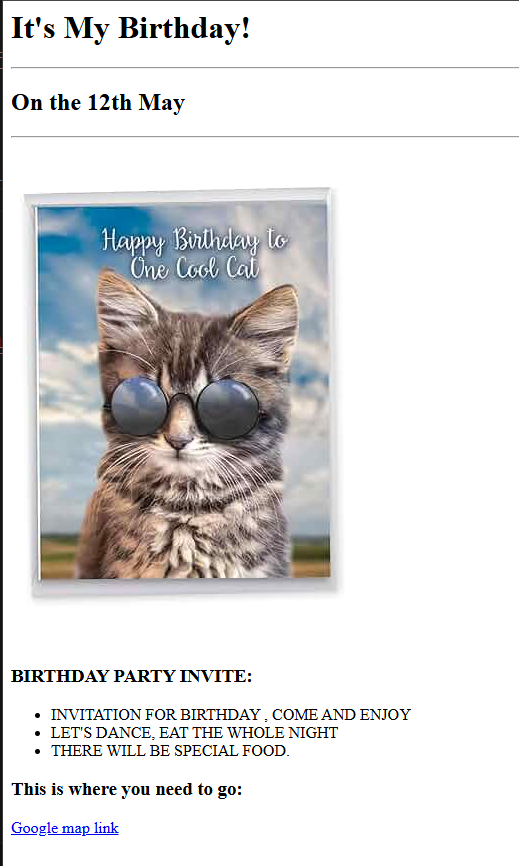 It's My Birthday!
On the 12th May
Happy Birthday to
One Cool Cat
BIRTHDAY PARTY INVITE:
INVITATION FOR BIRTHDAY , COME AND ENJOY
LET'S DANCE, EAT THE WHOLE NIGHT
THERE WILL BE SPECIAL FOOD.
This is where you need to go:
Google map link